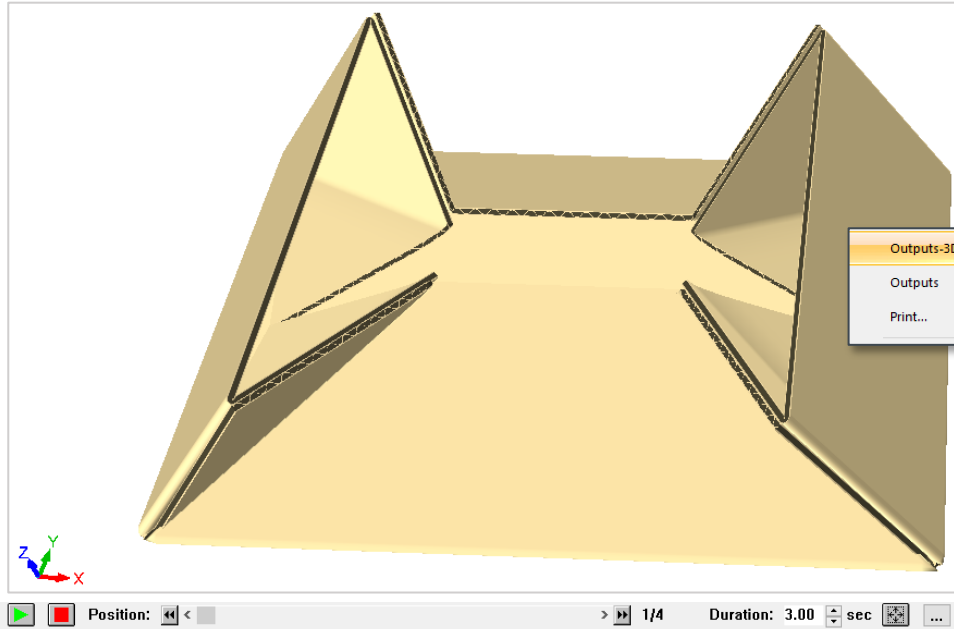 Outputs-3D
Outputs
Print...
Z
Y
X
Position:
1/4
Duration: 3.00 sec
...